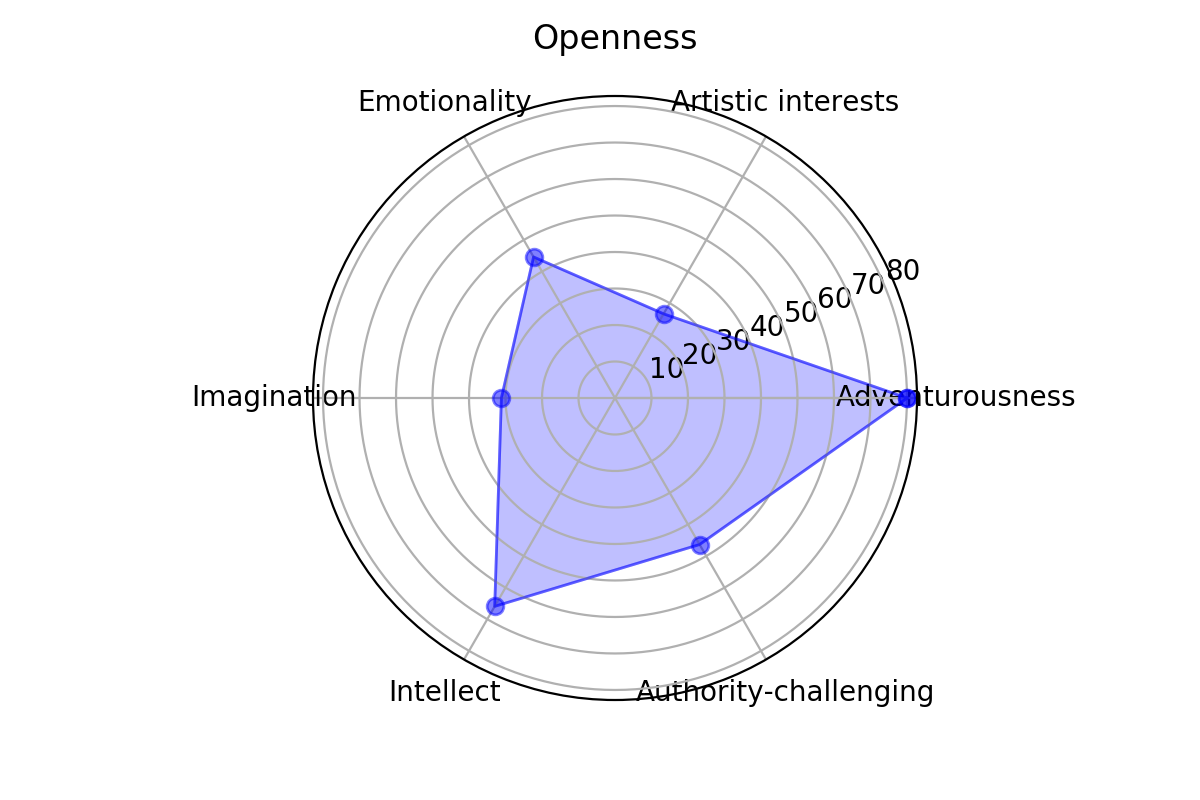 Openness
Emotionality
Artistic interests
80
70
60
50
40
30
20
10
Imagination
Adventurousness
Intellect
Authority-challenging